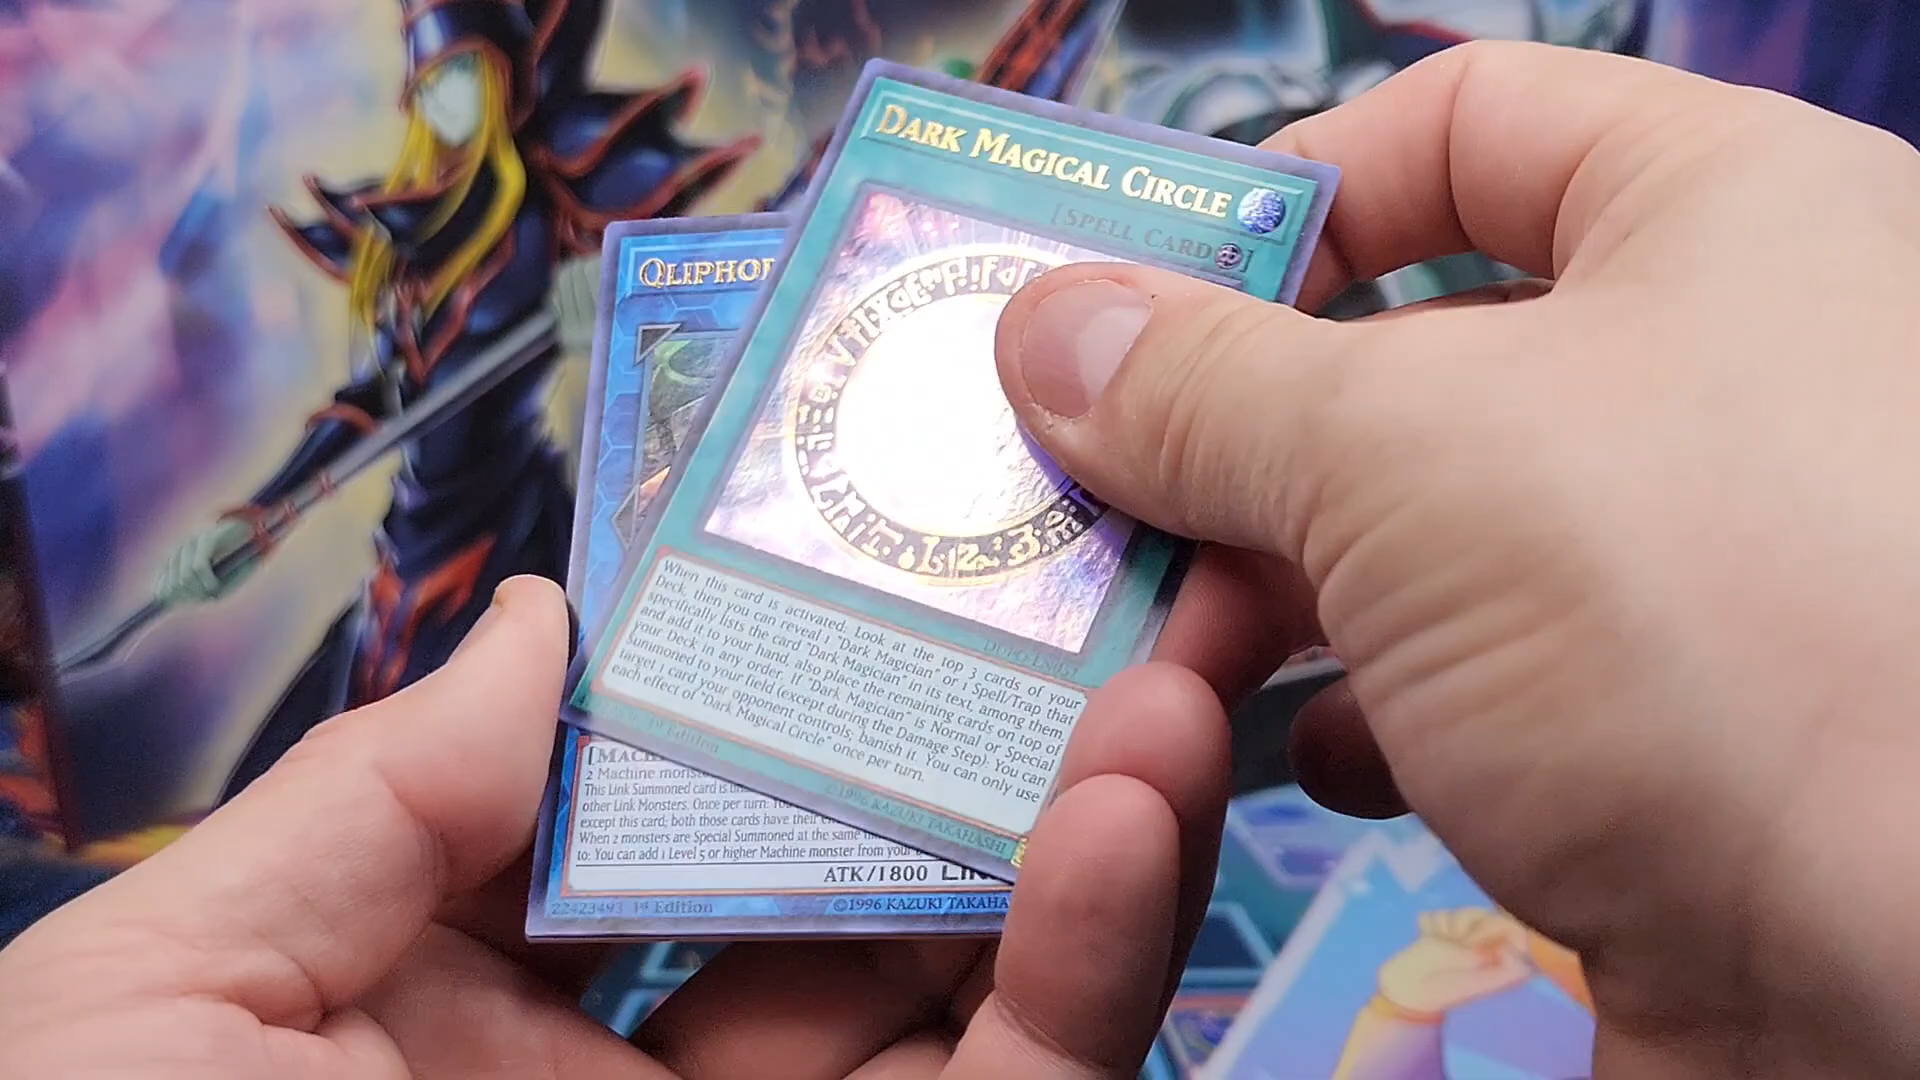 DARK MAGICAL CIRCLE
[SPELL CARD]
DUPO-EN051
When this card is activated: Look at the top 3 cards of your
Deck, then you can reveal 1 "Dark Magician" or 1 Spell/Trap that
specifically lists the card "Dark Magician" in its text, among them,
and add it to your hand, also place the remaining cards on top of
your Deck in any order. If "Dark Magician" is Normal or Special
Summoned to your field (except during the Damage Step): You can
target 1 card your opponent controls; banish it. You can only use
each effect of "Dark Magical Circle" once per turn.
1st Edition
©1996 KAZUKI TAKAHASHI
2 Machine
This Link Summoned card is
other Link Monsters. Once per turn:
except this card; both those cards have their
When 2 monsters are Special Summoned at the same
to: You can add 1 Level 5 or higher Machine monster from your
ATK/1800
22423493 1st Edition
©1996 KAZUKI